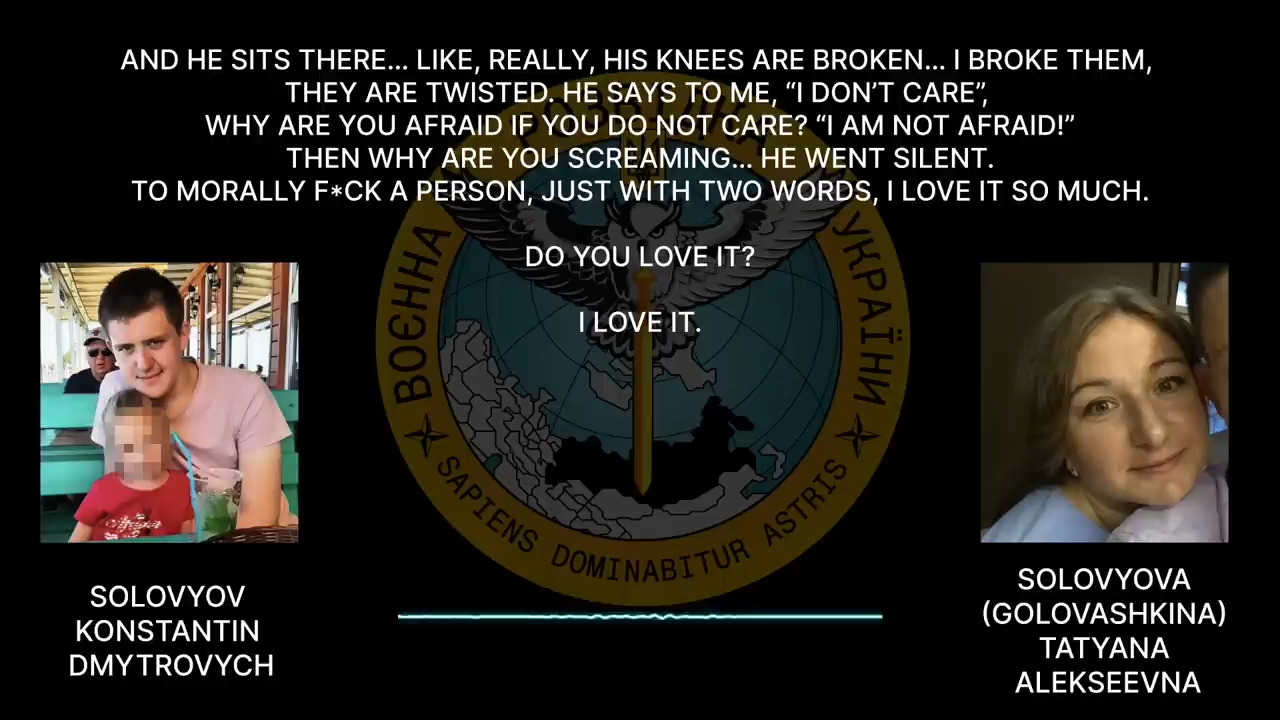 AND HE SITS THERE... LIKE, REALLY, HIS KNEES ARE BROKEN... I BROKE THEM,
THEY ARE TWISTED. HE SAYS TO ME, “I DON’T CARE”,
WHY ARE YOU AFRAID IF YOU DO NOT CARE? “I AM NOT AFRAID!”
THEN WHY ARE YOU SCREAMING... HE WENT SILENT.
TO MORALLY F*CK A PERSON, JUST WITH TWO WORDS, I LOVE IT SO MUCH.
DO YOU LOVE IT?
I LOVE IT.
ВОЄННА
УКРАЇНИ
SAPIENS DOMINABITUR ASTRIS
SOLOVYOV
KONSTANTIN
DMYTROVYCH
SOLOVYOVA
(GOLOVASHKINA)
TATYANA
ALEKSEEVNA